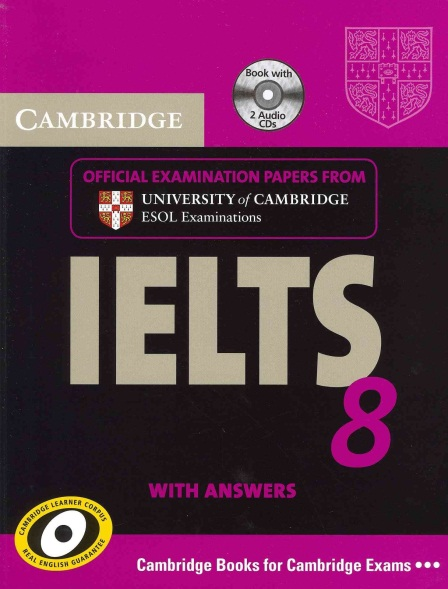 Book with
2 Audio
CDs
CAMBRIDGE
OFFICIAL EXAMINATION PAPERS FROM
UNIVERSITY of CAMBRIDGE
ESOL Examinations
IELTS
8
WITH ANSWERS
CAMBRIDGE LEARNER CORPUS
REAL ENGLISH GUARANTEE
Cambridge Books for Cambridge Exams •••